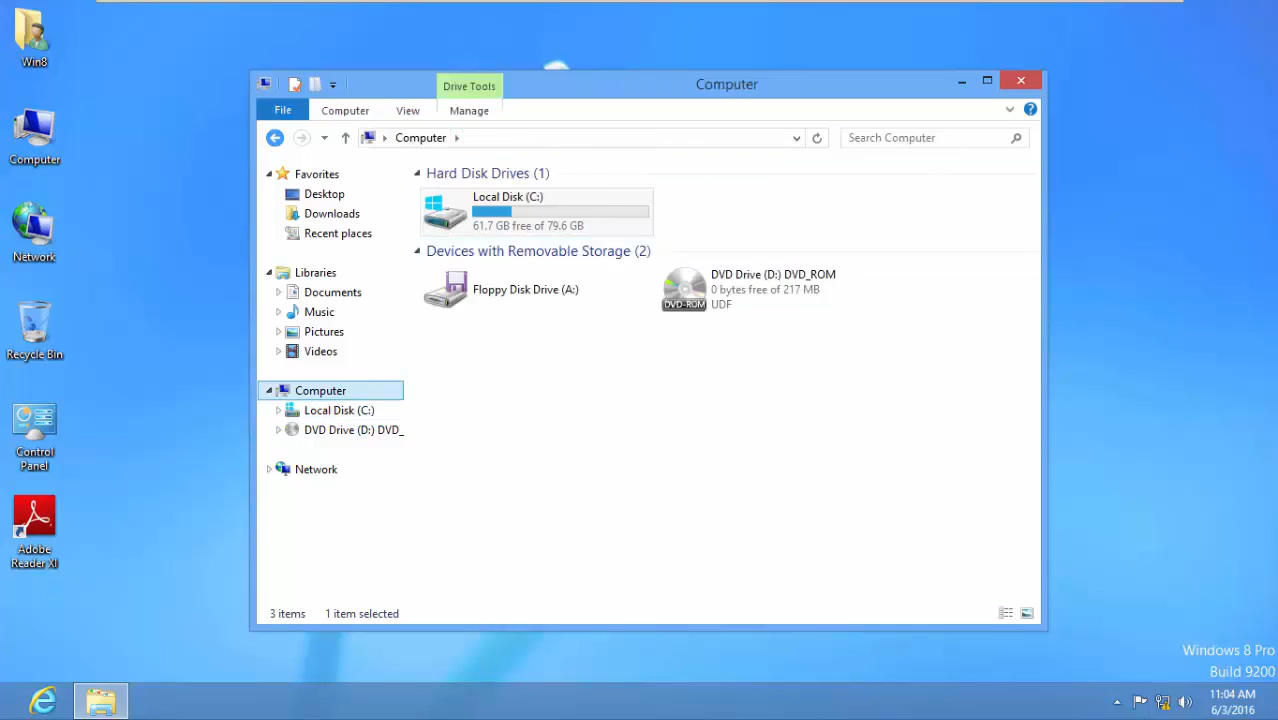 Win8
Computer
Network
Recycle Bin
Control
Panel
Adobe
Reader XI
Drive Tools
Computer
File
Computer
View
Manage
Computer
Search Computer
Favorites
Desktop
Downloads
Recent places
Libraries
Documents
Music
Pictures
Videos
Computer
Local Disk (C:)
DVD Drive (D:) DVD_
Network
Hard Disk Drives (1)
Local Disk (C:)
61.7 GB free of 79.6 GB
Devices with Removable Storage (2)
Floppy Disk Drive (A:)
DVD-ROM
DVD Drive (D:) DVD_ROM
0 bytes free of 217 MB
UDF
3 items
1 item selected
Windows 8 Pro
Build 9200
11:04 AM
6/3/2016